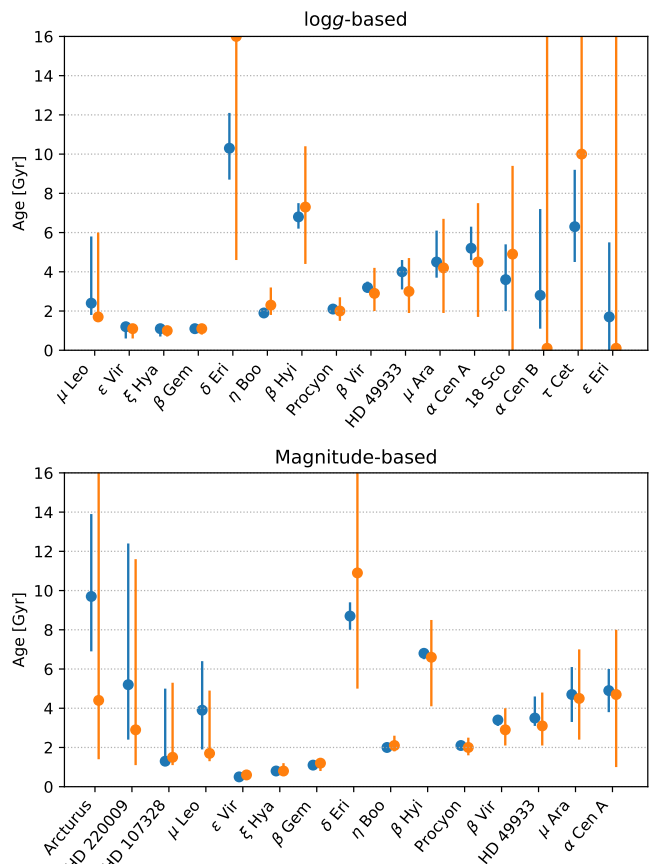 logg-based
Age [Gyr]
16
14
12
10
8
6
4
2
0
μ Leo
ε Vir
ξ Hya
β Gem
δ Eri
η Boo
β Hyi
Procyon
β Vir
HD 49933
μ Ara
α Cen A
18 Sco
α Cen B
τ Cet
ε Eri
Magnitude-based
Age [Gyr]
16
14
12
10
8
6
4
2
0
Arcturus
HD 220009
HD 107328
μ Leo
ε Vir
ξ Hya
β Gem
δ Eri
η Boo
β Hyi
Procyon
β Vir
HD 49933
μ Ara
α Cen A